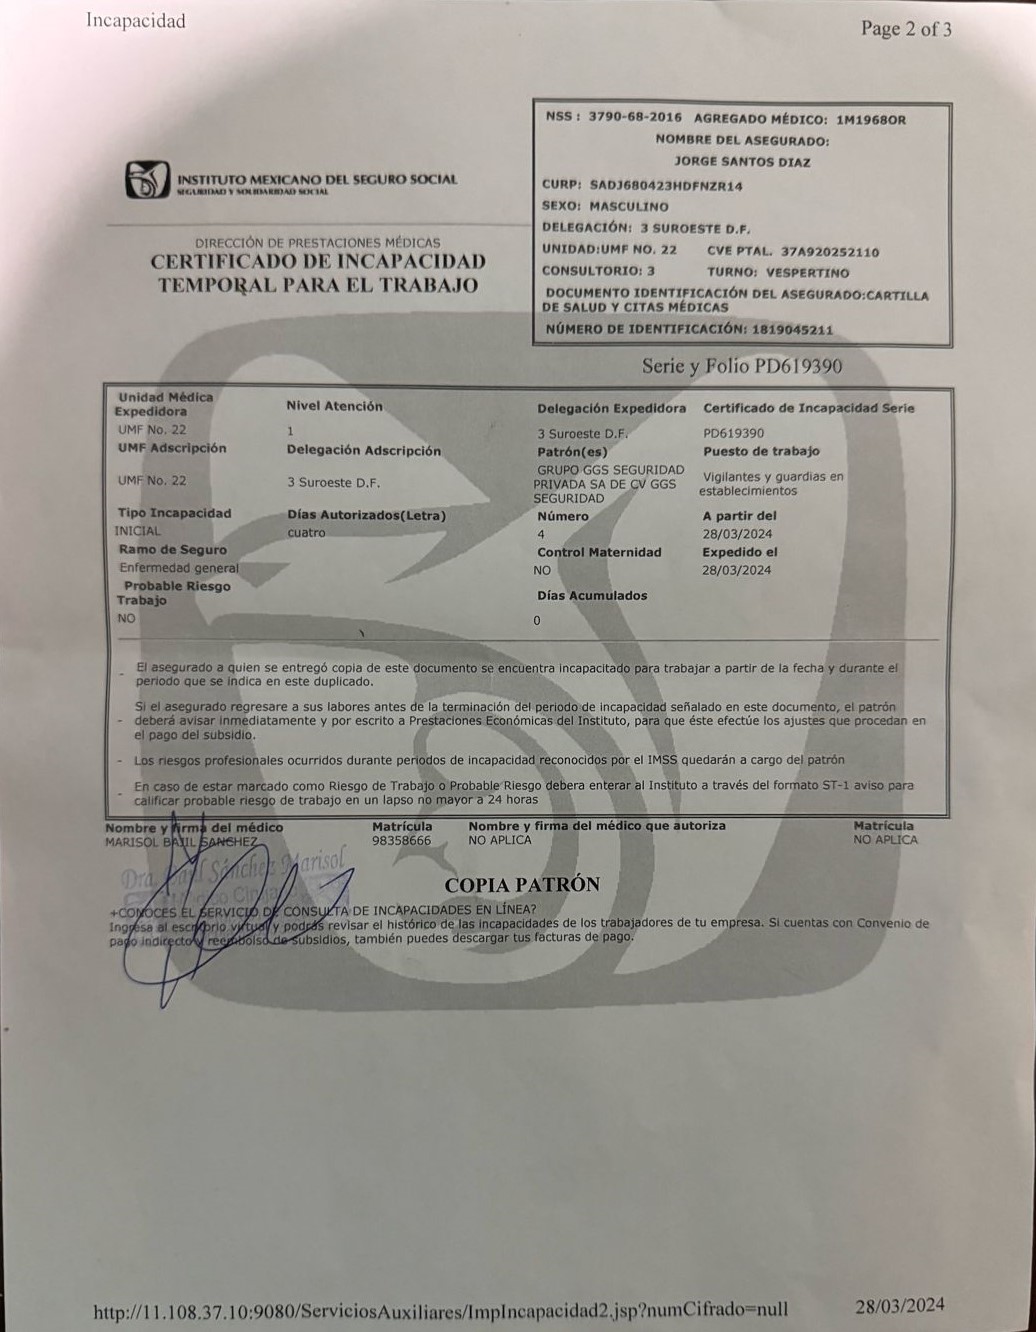 Incapacidad
Page 2 of 3
NSS : 3790-68-2016 AGREGADO MÉDICO: 1M1968OR
NOMBRE DEL ASEGURADO:
JORGE SANTOS DIAZ
CURP: SADJ680423HDFNZR14
SEXO: MASCULINO
DELEGACIÓN: 3 SUROESTE D.F.
UNIDAD:UMF NO. 22 CVE PTAL. 37A920252110
CONSULTORIO: 3 TURNO: VESPERTINO
DOCUMENTO IDENTIFICACIÓN DEL ASEGURADO:CARTILLA
DE SALUD Y CITAS MÉDICAS
NÚMERO DE IDENTIFICACIÓN: 1819045211
INSTITUTO MEXICANO DEL SEGURO SOCIAL
SEGURIDAD Y SOLIDARIDAD SOCIAL
DIRECCIÓN DE PRESTACIONES MÉDICAS
CERTIFICADO DE INCAPACIDAD
TEMPORAL PARA EL TRABAJO
Serie y Folio PD619390
Unidad Médica
Expedidora
Nivel Atención
Delegación Expedidora
Certificado de Incapacidad Serie
UMF No. 22
1
3 Suroeste D.F.
PD619390
UMF Adscripción
Delegación Adscripción
Patrón(es)
Puesto de trabajo
UMF No. 22
3 Suroeste D.F.
GRUPO GGS SEGURIDAD
PRIVADA SA DE CV GGS
SEGURIDAD
Vigilantes y guardias en
establecimientos
Tipo Incapacidad
Días Autorizados(Letra)
Número
A partir del
INICIAL
cuatro
4
28/03/2024
Ramo de Seguro
Control Maternidad
Expedido el
Enfermedad general
NO
28/03/2024
Probable Riesgo
Trabajo
Días Acumulados
NO
0
- El asegurado a quien se entregó copia de este documento se encuentra incapacitado para trabajar a partir de la fecha y durante el
periodo que se indica en este duplicado.
Si el asegurado regresare a sus labores antes de la terminación del periodo de incapacidad señalado en este documento, el patrón
- deberá avisar inmediatamente y por escrito a Prestaciones Económicas del Instituto, para que éste efectúe los ajustes que procedan en
el pago del subsidio.
- Los riesgos profesionales ocurridos durante periodos de incapacidad reconocidos por el IMSS quedarán a cargo del patrón
- En caso de estar marcado como Riesgo de Trabajo o Probable Riesgo debera enterar al Instituto a través del formato ST-1 aviso para
calificar probable riesgo de trabajo en un lapso no mayor a 24 horas
Nombre y firma del médico
Matrícula
Nombre y firma del médico que autoriza
Matrícula
MARISOL BAJIL SANCHEZ
98358666
NO APLICA
NO APLICA
Dra. Sánchez Marisol
COPIA PATRÓN
+CONOCES EL SERVICIO DE CONSULTA DE INCAPACIDADES EN LÍNEA?
Ingresa al escritorio virtual y podrás revisar el histórico de las incapacidades de los trabajadores de tu empresa. Si cuentas con Convenio de
pago indirecto y reembolso de subsidios, también puedes descargar tus facturas de pago.
http://11.108.37.10:9080/ServiciosAuxiliares/ImpIncapacidad2.jsp?numCifrado=null
28/03/2024